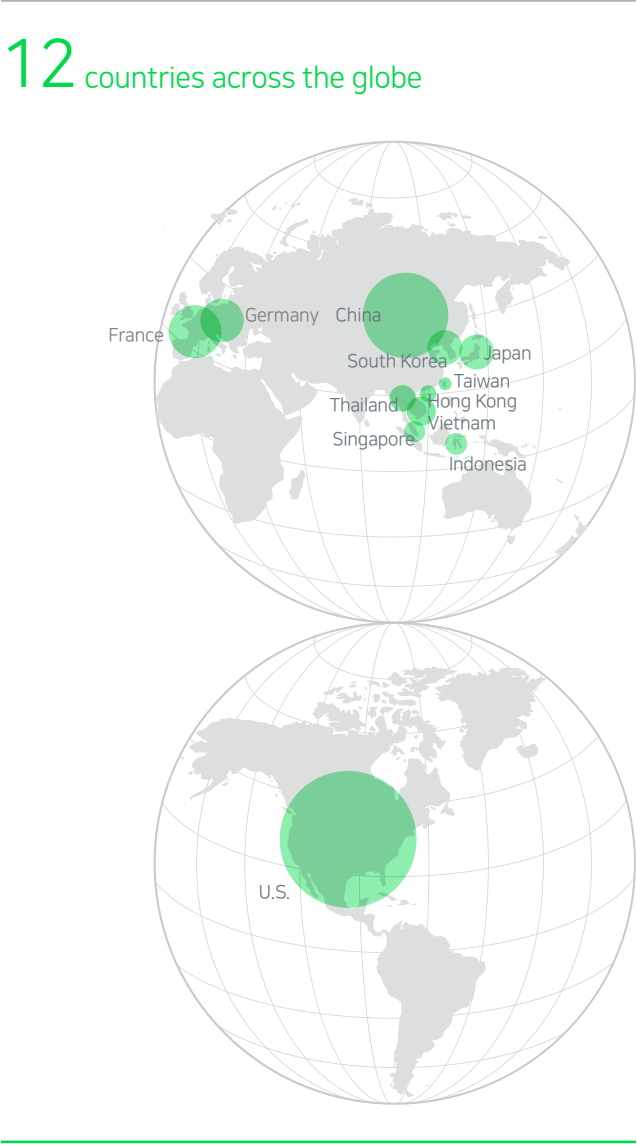 12 countries across the globe
Germany
China
France
South Korea
Japan
Taiwan
Thailand
Hong Kong
Vietnam
Singapore
Indonesia
U.S.